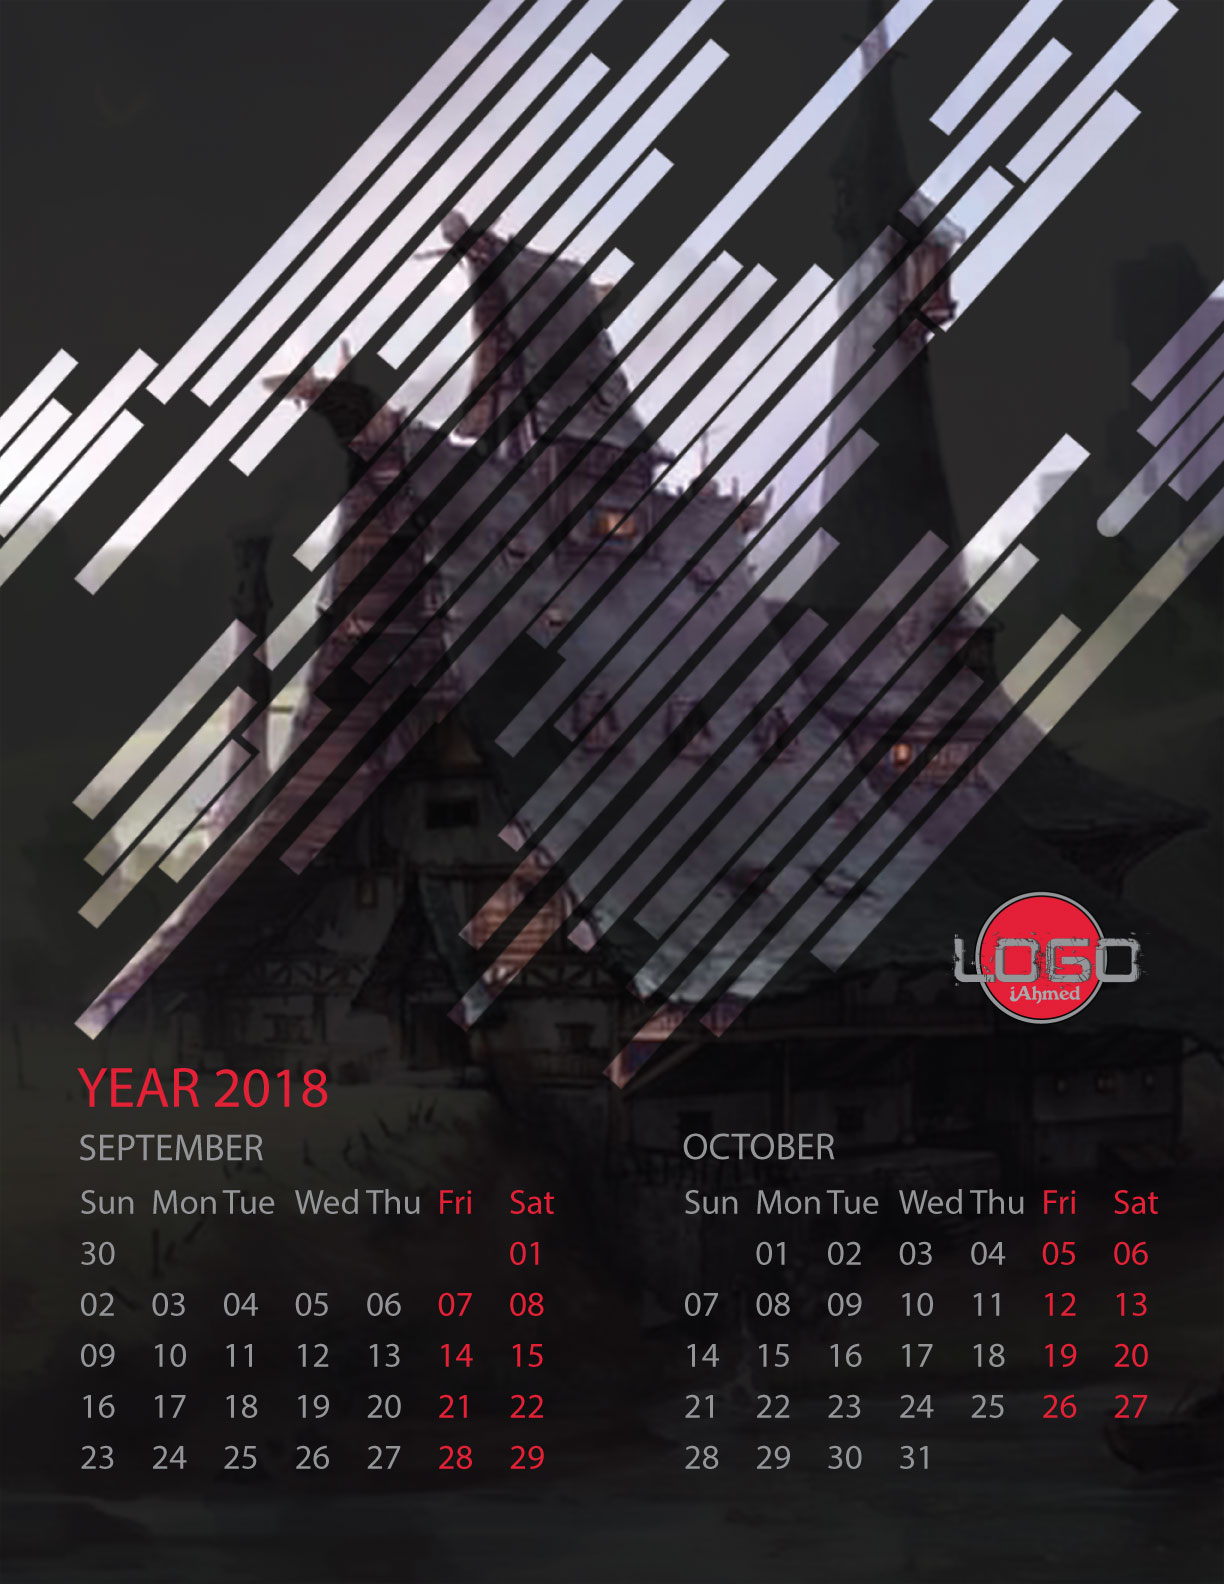 LOGO
iAhmed
YEAR 2018
SEPTEMBER
Sun Mon Tue Wed Thu Fri Sat
30 01
02 03 04 05 06 07 08
09 10 11 12 13 14 15
16 17 18 19 20 21 22
23 24 25 26 27 28 29
OCTOBER
Sun Mon Tue Wed Thu Fri Sat
01 02 03 04 05 06
07 08 09 10 11 12 13
14 15 16 17 18 19 20
21 22 23 24 25 26 27
28 29 30 31